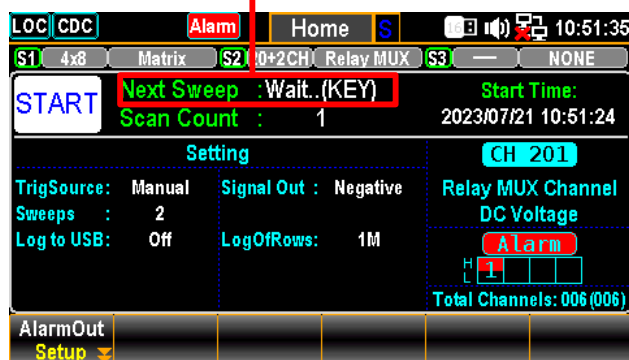 LOC CDC Alarm Home S 10:51:35
S1 4x8 Matrix S2 20+2CH Relay MUX S3 — NONE
START
Next Sweep : Wait..(KEY)
Scan Count : 1
Start Time:
2023/07/21 10:51:24
Setting
TrigSource: Manual Signal Out : Negative
Sweeps : 2
Log to USB: Off LogOfRows: 1M
CH 201
Relay MUX Channel
DC Voltage
Alarm
H 1
L
Total Channels: 006 (006)
AlarmOut
Setup